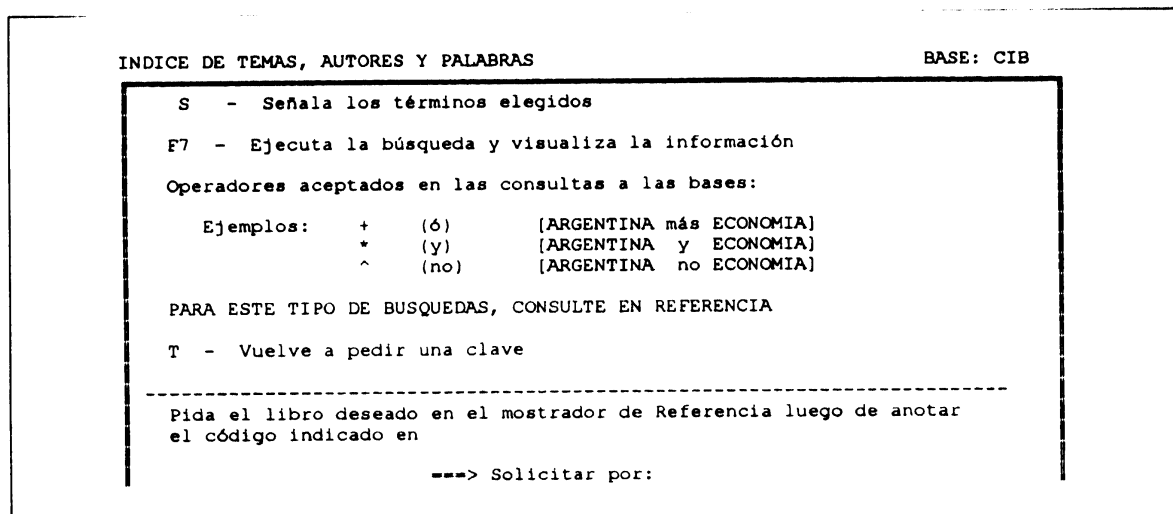 INDICE DE TEMAS, AUTORES Y PALABRAS BASE: CIB
S - Señala los términos elegidos
F7 - Ejecuta la búsqueda y visualiza la información
Operadores aceptados en las consultas a las bases:
Ejemplos: + (ó) [ARGENTINA más ECONOMIA]
* (y) [ARGENTINA y ECONOMIA]
^ (no) [ARGENTINA no ECONOMIA]
PARA ESTE TIPO DE BUSQUEDAS, CONSULTE EN REFERENCIA
T - Vuelve a pedir una clave
Pida el libro deseado en el mostrador de Referencia luego de anotar
el código indicado en
===> Solicitar por: